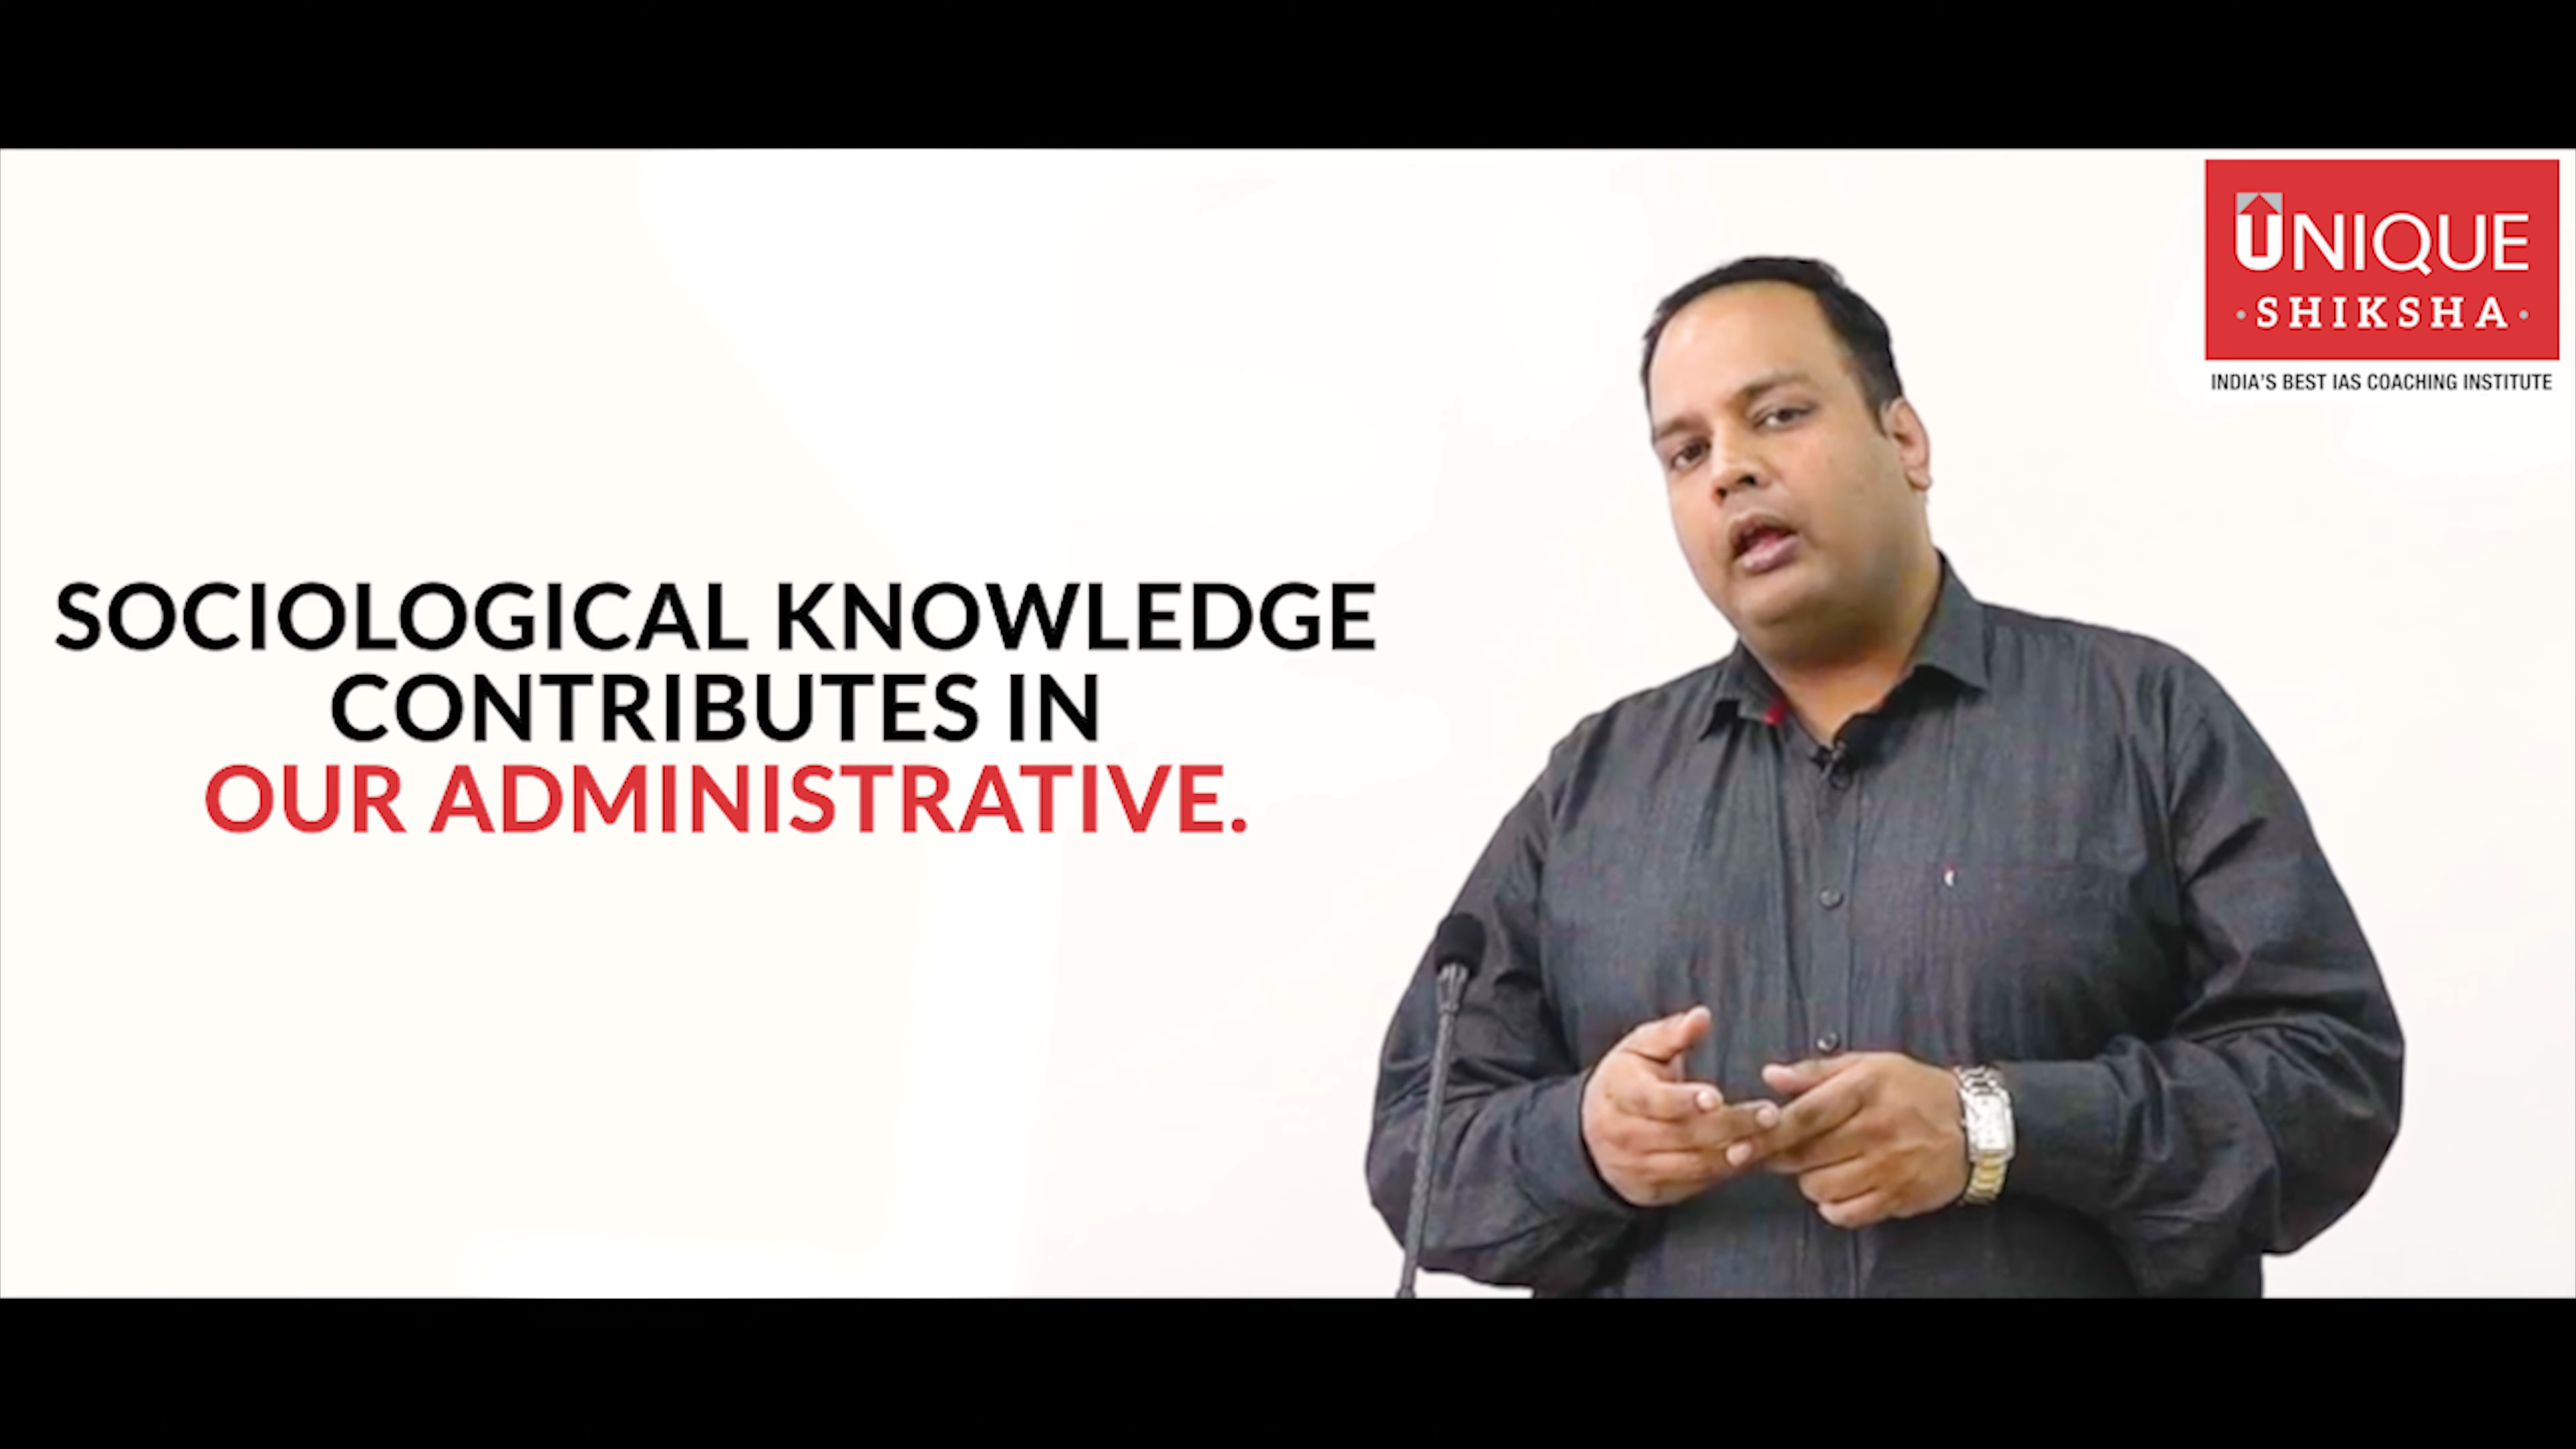 UNIQUE
·SHIKSHA·
INDIA'S BEST IAS COACHING INSTITUTE
SOCIOLOGICAL KNOWLEDGE
CONTRIBUTES IN
OUR ADMINISTRATIVE.